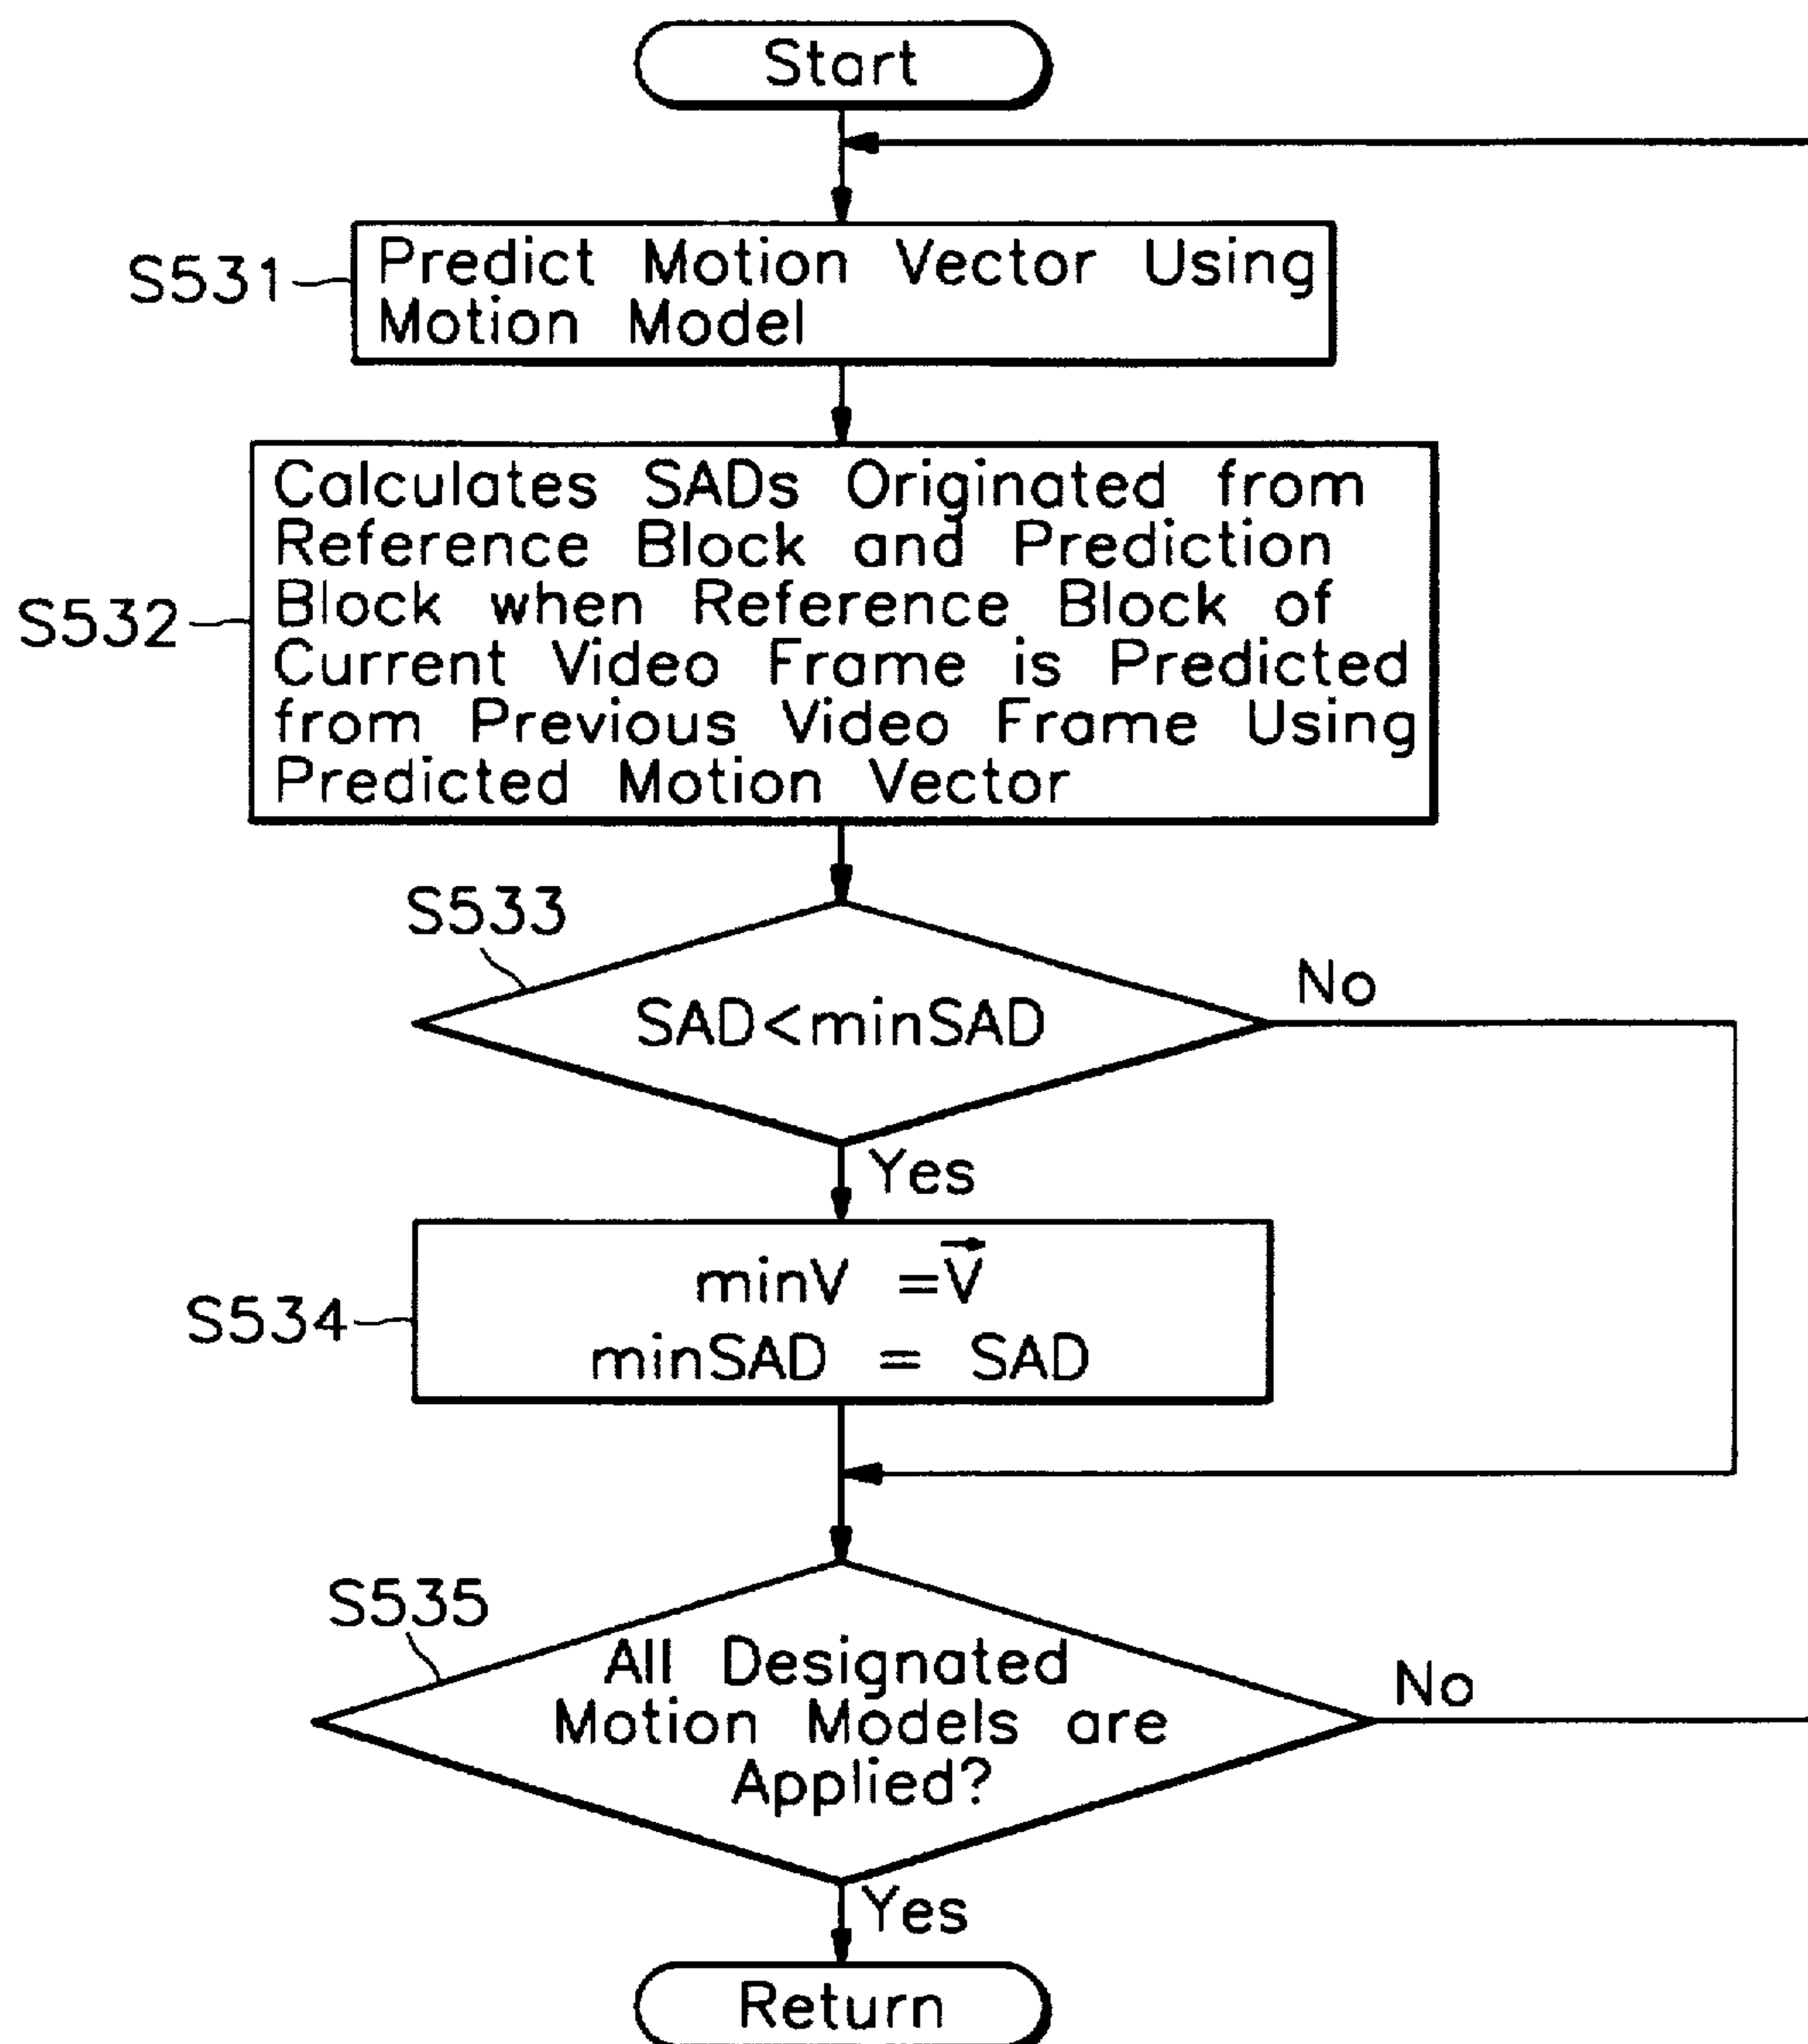 Start
S531
Predict Motion Vector Using
Motion Model
S532
Calculates SADs Originated from
Reference Block and Prediction
Block when Reference Block of
Current Video Frame is Predicted
from Previous Video Frame Using
Predicted Motion Vector
S533
SAD<minSAD
No
Yes
S534
minV =V⃗
minSAD = SAD
S535
All Designated
Motion Models are
Applied?
No
Yes
Return